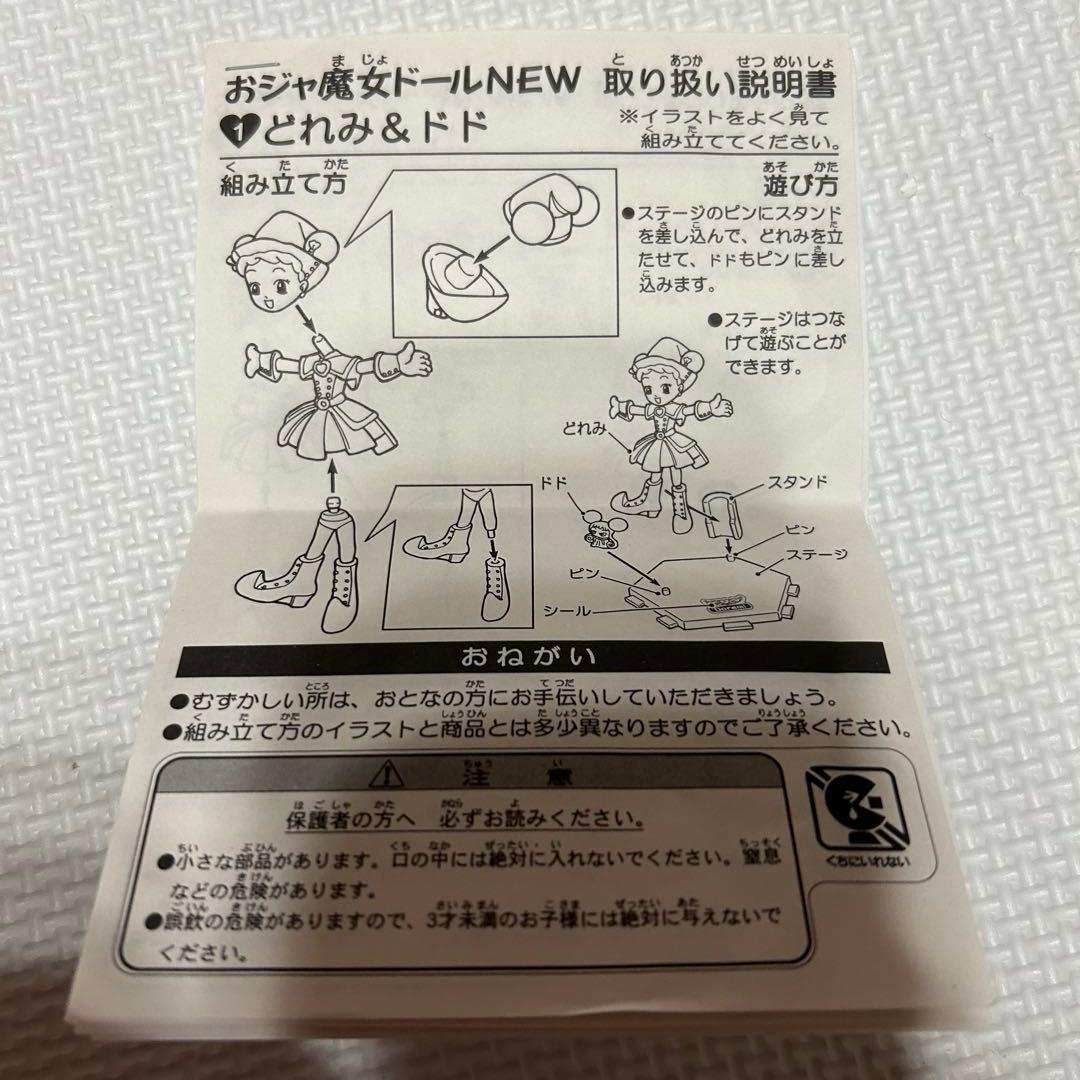 おジャ魔女ドールNEW 取り扱い説明書
1 どれみ&ドド
※イラストをよく見て
組み立ててください。
組み立て方
遊び方
●ステージのピンにスタンド
を差し込んで、どれみを立
たせて、ドドもピンに差し
込みます。
●ステージはつな
げて遊ぶことが
できます。
どれみ
ドド
スタンド
ピン
ステージ
ピン
シール
おねがい
●むずかしい所は、おとなの方にお手伝いしていただきましょう。
●組み立て方のイラストと商品とは多少異なりますのでご了承ください。
注意
保護者の方へ 必ずお読みください。
●小さな部品があります。口の中には絶対に入れないでください。窒息
などの危険があります。
●誤飲の危険がありますので、3才未満のお子様には絶対に与えないで
ください。
くちにいれない